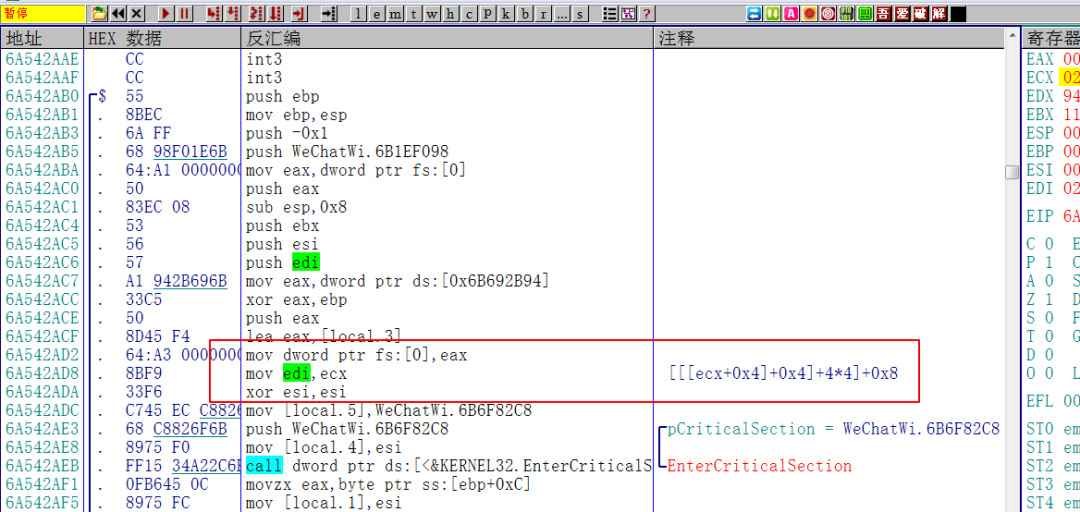 暂停 l e m t w h c p k b r ... s ? A 吾 爱 破 解
地址 HEX 数据 反汇编 注释 寄存器
6A542AAE CC int3 EAX 00
6A542AAF CC int3 ECX 02
6A542AB0 $ 55 push ebp EDX 94
6A542AB1 . 8BEC mov ebp,esp EBX 11
6A542AB3 . 6A FF push -0x1 ESP 00
6A542AB5 . 68 98F01E6B push WeChatWi.6B1EF098 EBP 00
6A542ABA . 64:A1 0000000 mov eax,dword ptr fs:[0] ESI 00
6A542AC0 . 50 push eax EDI 02
6A542AC1 . 83EC 08 sub esp,0x8
6A542AC4 . 53 push ebx EIP 6A
6A542AC5 . 56 push esi C 0 E
6A542AC6 . 57 push edi P 1 C
6A542AC7 . A1 942B696B mov eax,dword ptr ds:[0x6B692B94] A 0 S
6A542ACC . 33C5 xor eax,ebp Z 1 D
6A542ACE . 50 push eax S 0 F
6A542ACF . 8D45 F4 lea eax,[local.3] T 0 G
6A542AD2 . 64:A3 0000000 mov dword ptr fs:[0],eax D 0
6A542AD8 . 8BF9 mov edi,ecx [[[ecx+0x4]+0x4]+4*4]+0x8 O 0 L
6A542ADA . 33F6 xor esi,esi
6A542ADC . C745 EC C8826 mov [local.5],WeChatWi.6B6F82C8 EFL 00
6A542AE3 . 68 C8826F6B push WeChatWi.6B6F82C8 pCriticalSection = WeChatWi.6B6F82C8 ST0 em
6A542AE8 . 8975 F0 mov [local.4],esi ST1 em
6A542AEB . FF15 34A22C6B call dword ptr ds:[<&KERNEL32.EnterCriticalS EnterCriticalSection ST2 em
6A542AF1 . 0FB645 0C movzx eax,byte ptr ss:[ebp+0xC] ST3 em
6A542AF5 . 8975 FC mov [local.1],esi ST4 em